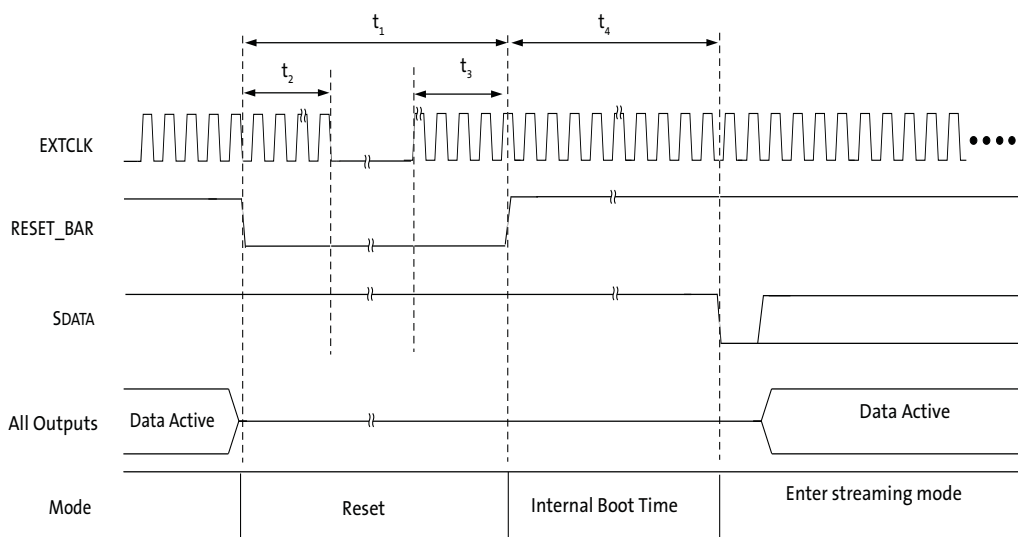 t1
t4
t2
t3
EXTCLK
RESET_BAR
SDATA
All Outputs
Data Active
Data Active
Mode
Reset
Internal Boot Time
Enter streaming mode